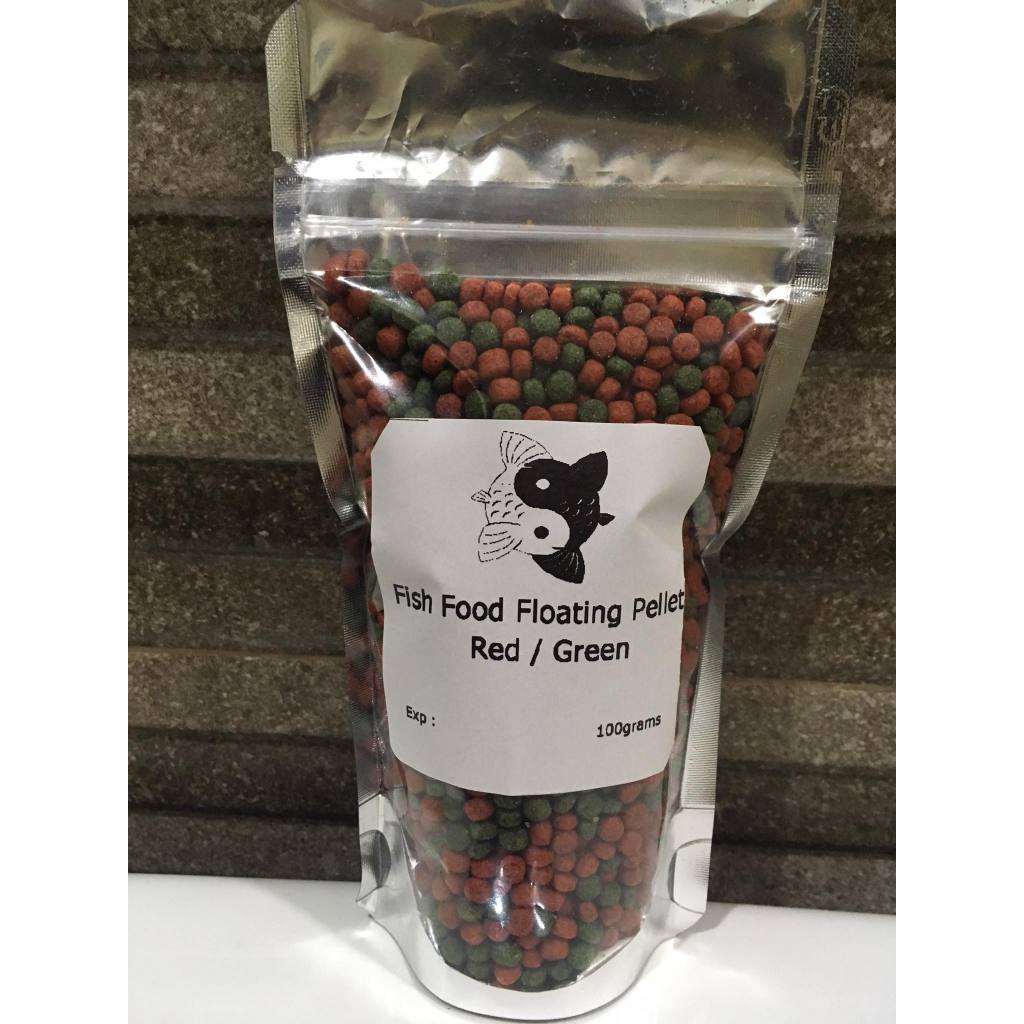 Fish Food Floating Pellet
Red / Green
Exp :
100grams